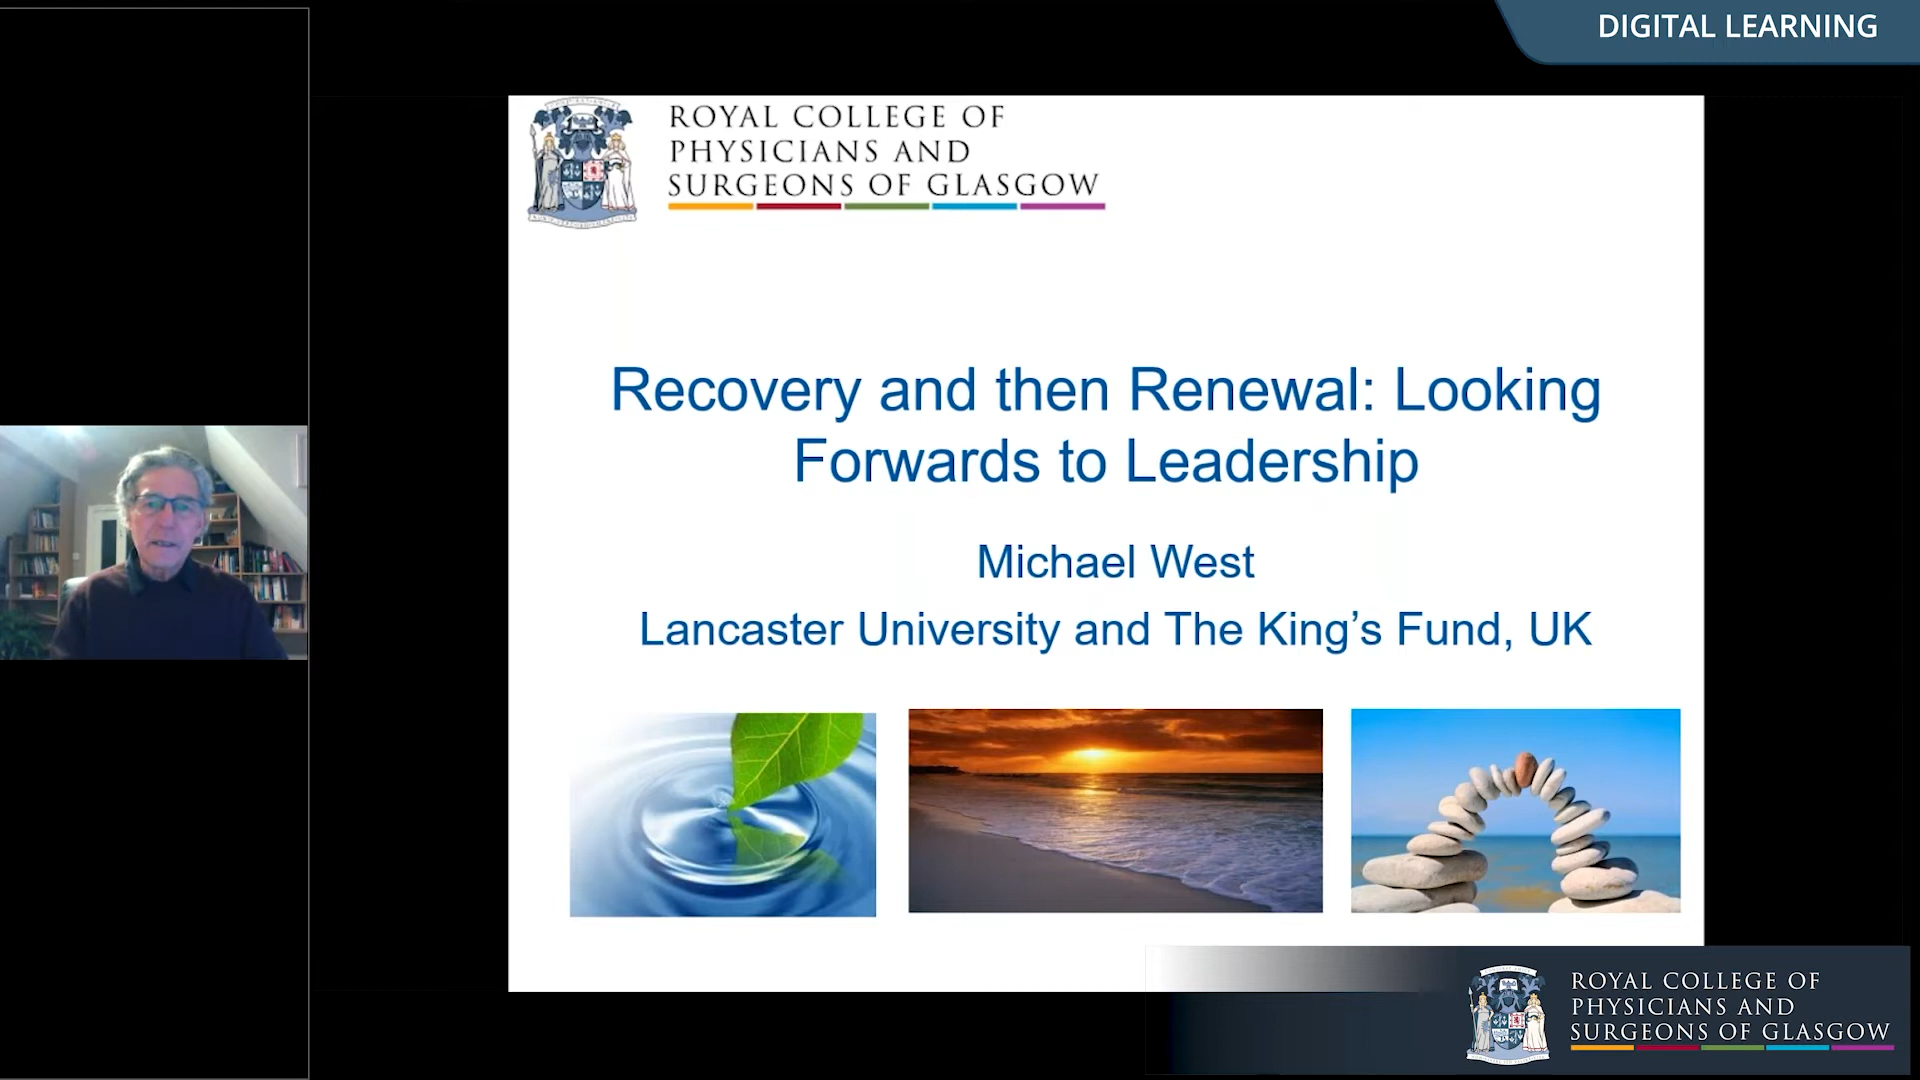 DIGITAL LEARNING
ROYAL COLLEGE OF
PHYSICIANS AND
SURGEONS OF GLASGOW
Recovery and then Renewal: Looking
Forwards to Leadership
Michael West
Lancaster University and The King’s Fund, UK
ROYAL COLLEGE OF
PHYSICIANS AND
SURGEONS OF GLASGOW